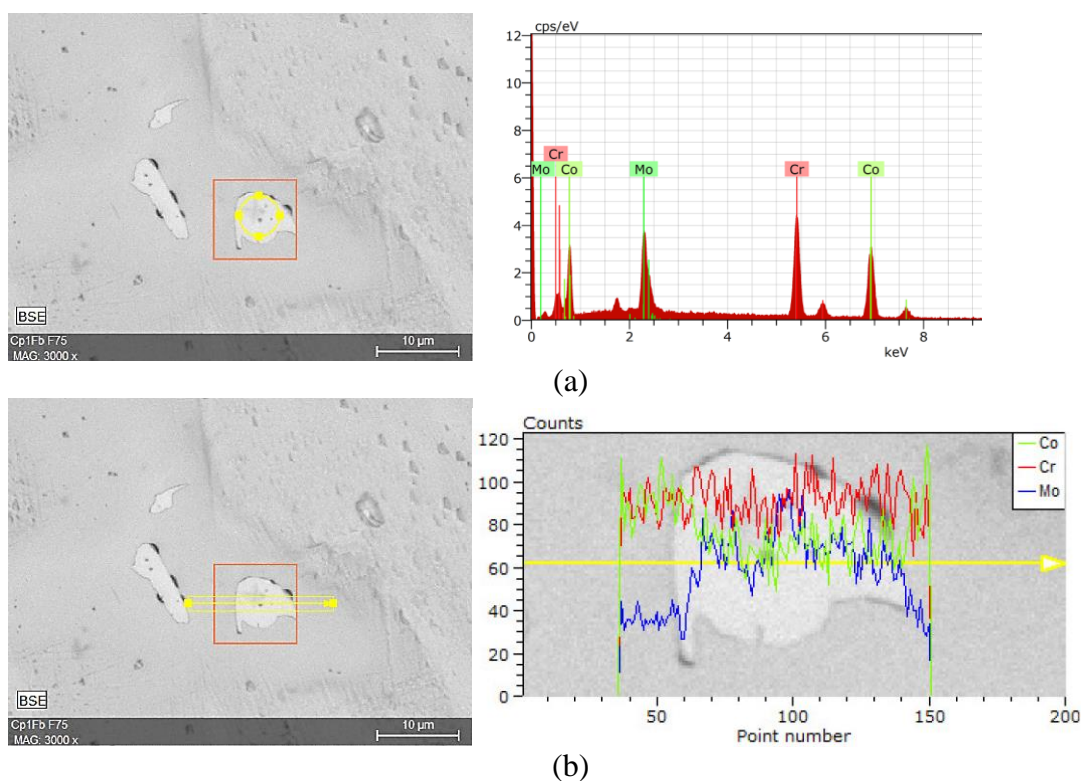 BSE
Cp1Fb F75
MAG: 3000 x
10 µm
cps/eV
12
10
8
6
4
2
0
Cr
Mo Co Mo Cr Co
0 2 4 6 8
keV
(a)
BSE
Cp1Fb F75
MAG: 3000 x
10 µm
Counts
120
100
80
60
40
20
0
Co
Cr
Mo
50 100 150 200
Point number
(b)